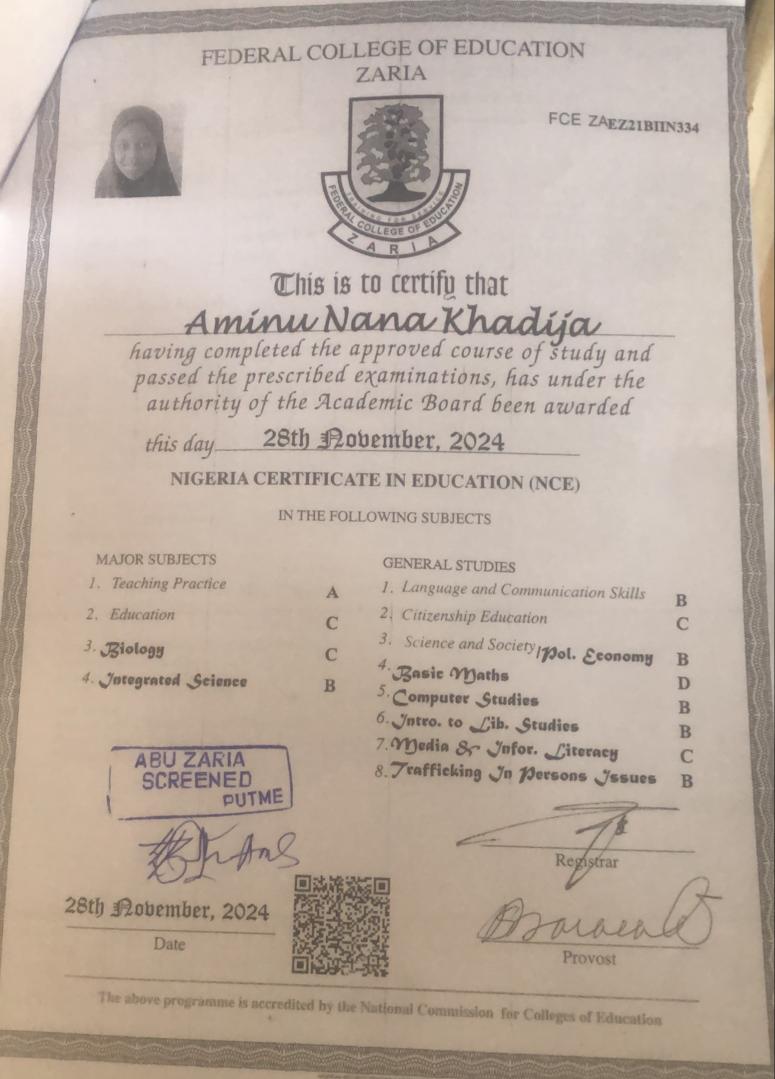 FEDERAL COLLEGE OF EDUCATION
ZARIA
FCE ZAEZ21BIIN334
TRAINING FOR SERVICE
FEDERAL COLLEGE OF EDUCATION
ZARIA
This is to certify that
Aminu Nana Khadija
having completed the approved course of study and
passed the prescribed examinations, has under the
authority of the Academic Board been awarded
this day 28th November, 2024
NIGERIA CERTIFICATE IN EDUCATION (NCE)
IN THE FOLLOWING SUBJECTS
MAJOR SUBJECTS
1. Teaching Practice A
2. Education C
3. Biology C
4. Integrated Science B
GENERAL STUDIES
1. Language and Communication Skills B
2. Citizenship Education C
3. Science and Society/Pol. Economy B
4. Basic Maths D
5. Computer Studies B
6. Intro. to Lib. Studies B
7. Media & Infor. Literacy C
8. Trafficking In Persons Issues B
ABU ZARIA
SCREENED
PUTME
Registrar
28th November, 2024
Date
Provost
The above programme is accredited by the National Commission for Colleges of Education